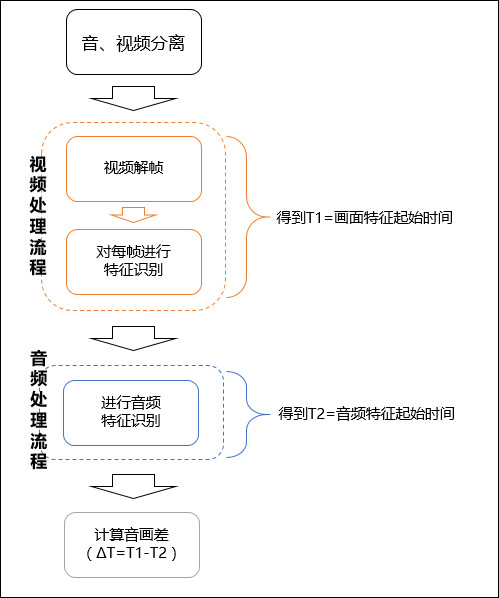 音、视频分离
视频处理流程
视频解帧
对每帧进行
特征识别
得到T1=画面特征起始时间
音频处理流程
进行音频
特征识别
得到T2=音频特征起始时间
计算音画差
（ΔT=T1-T2）